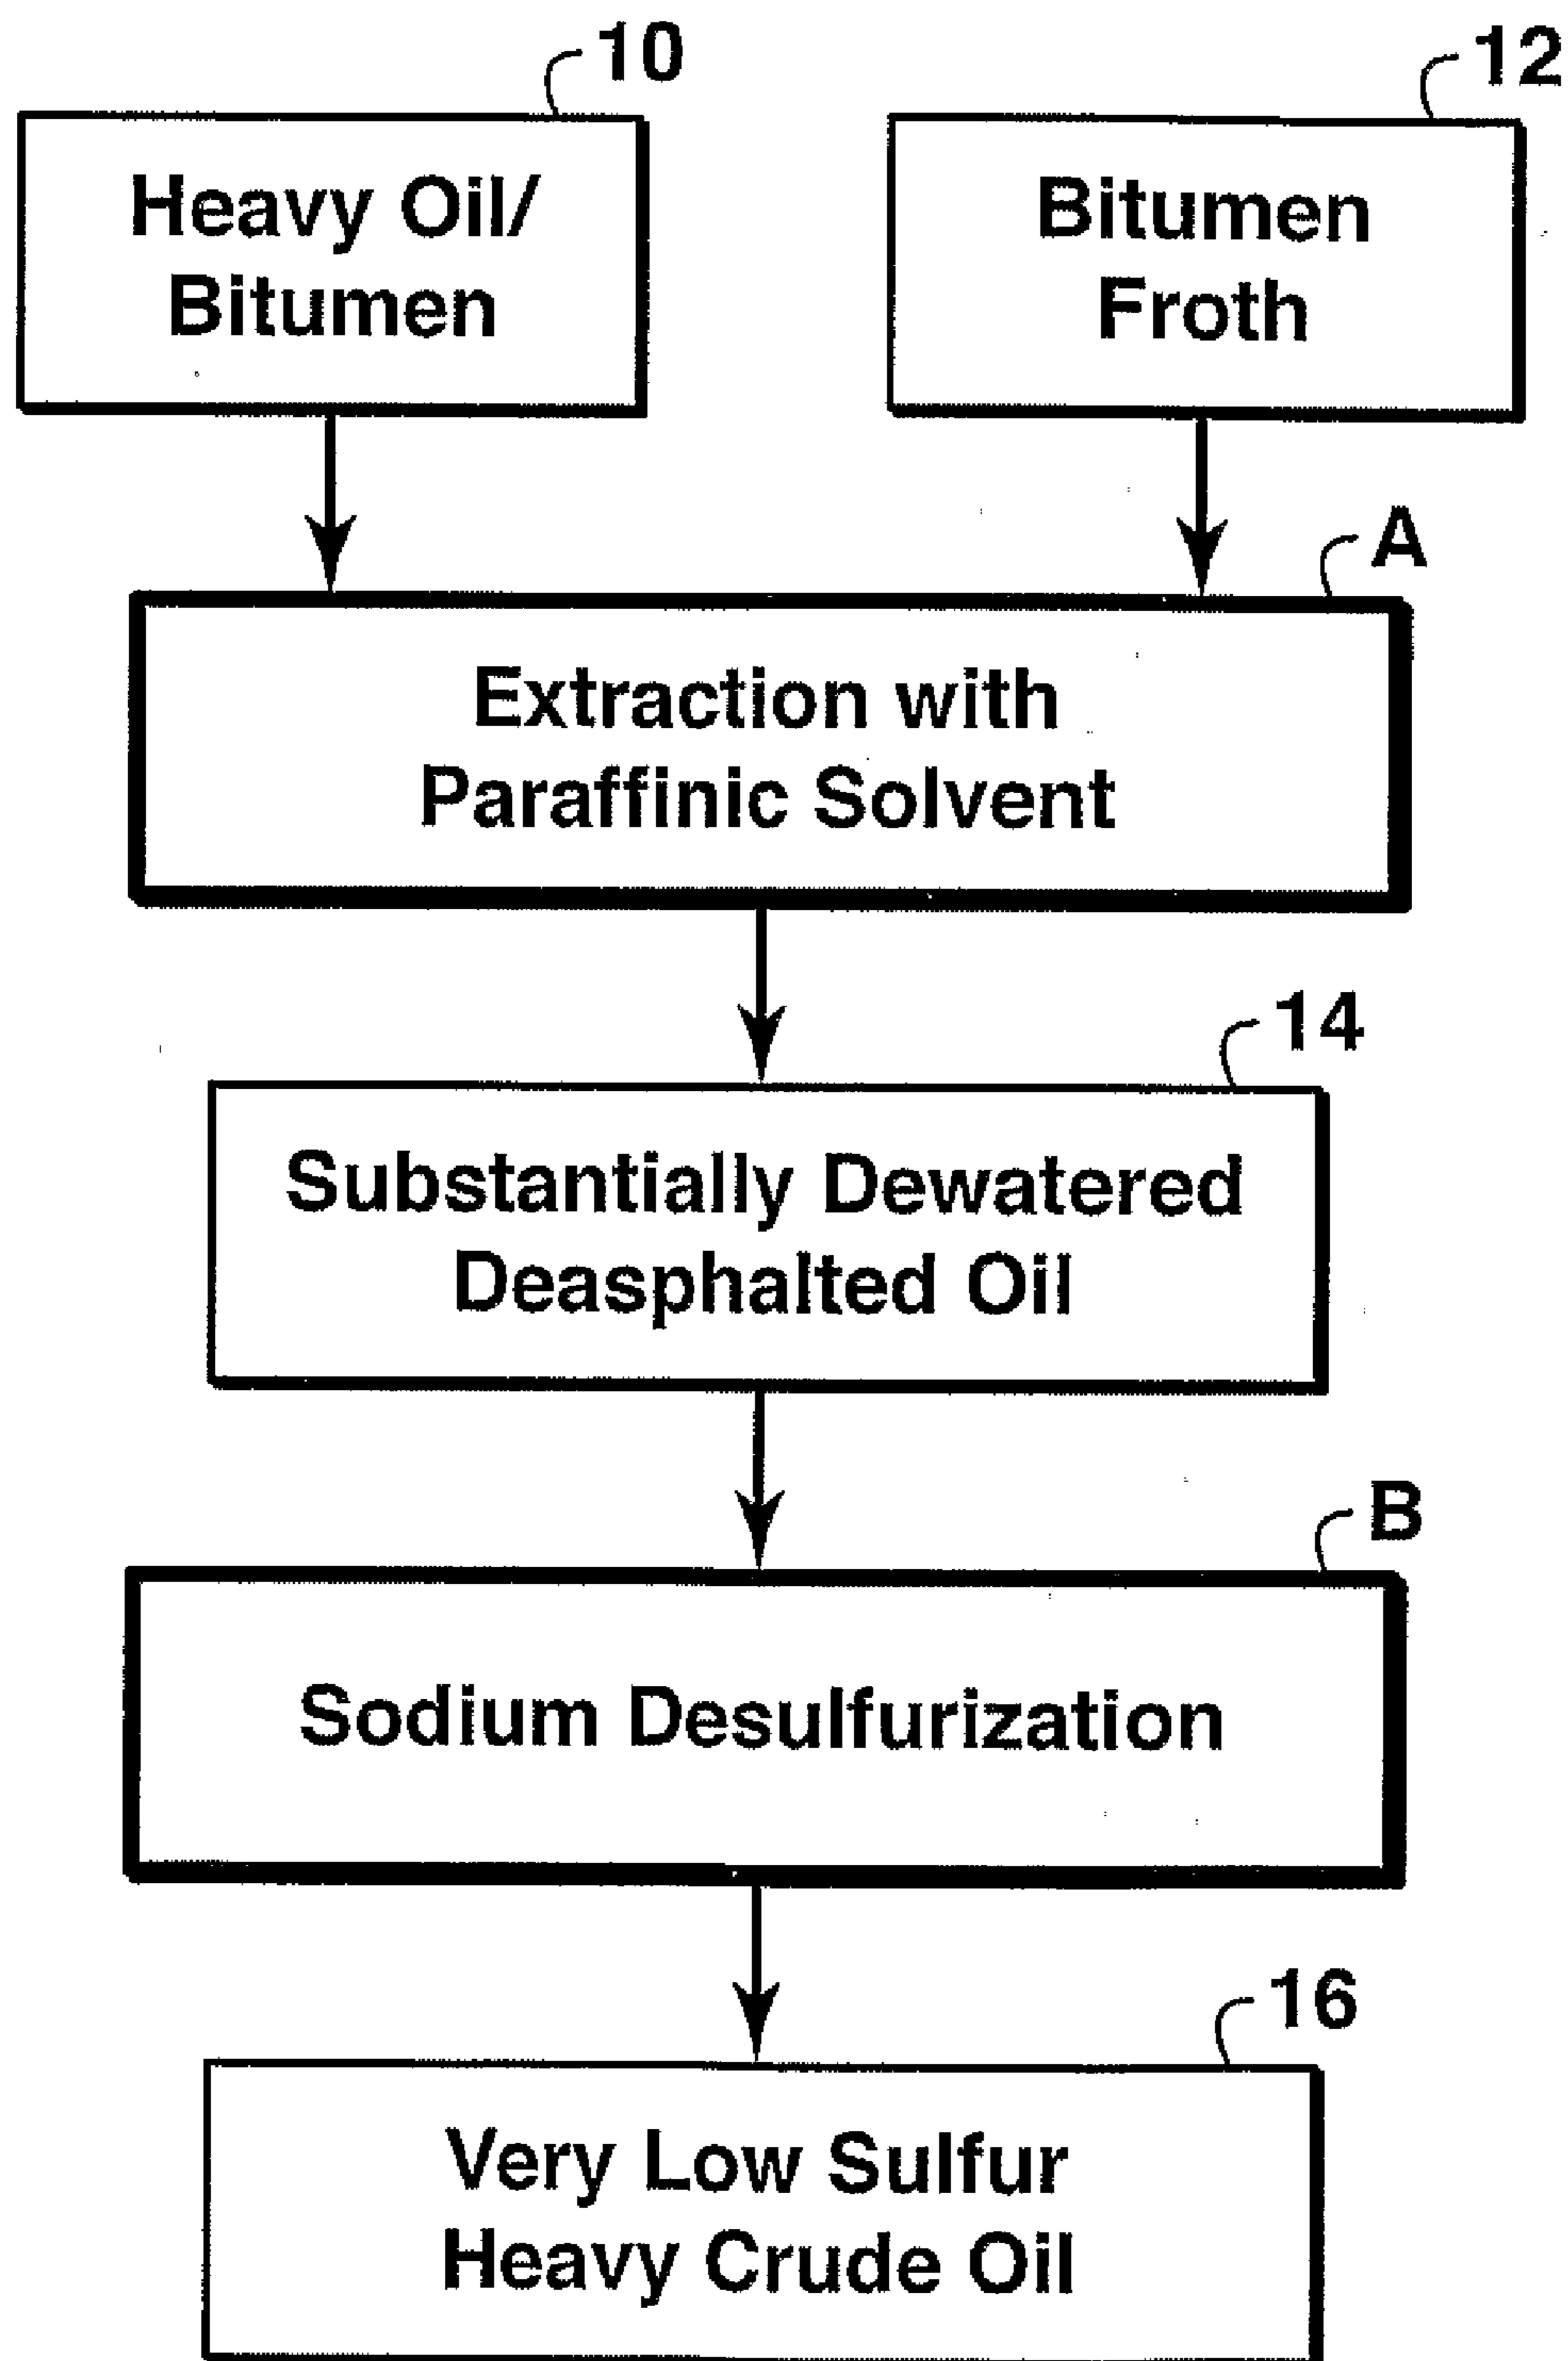 10
12
Heavy Oil/
Bitumen
Bitumen
Froth
A
Extraction with
Paraffinic Solvent
14
Substantially Dewatered
Deasphalted Oil
B
Sodium Desulfurization
16
Very Low Sulfur
Heavy Crude Oil